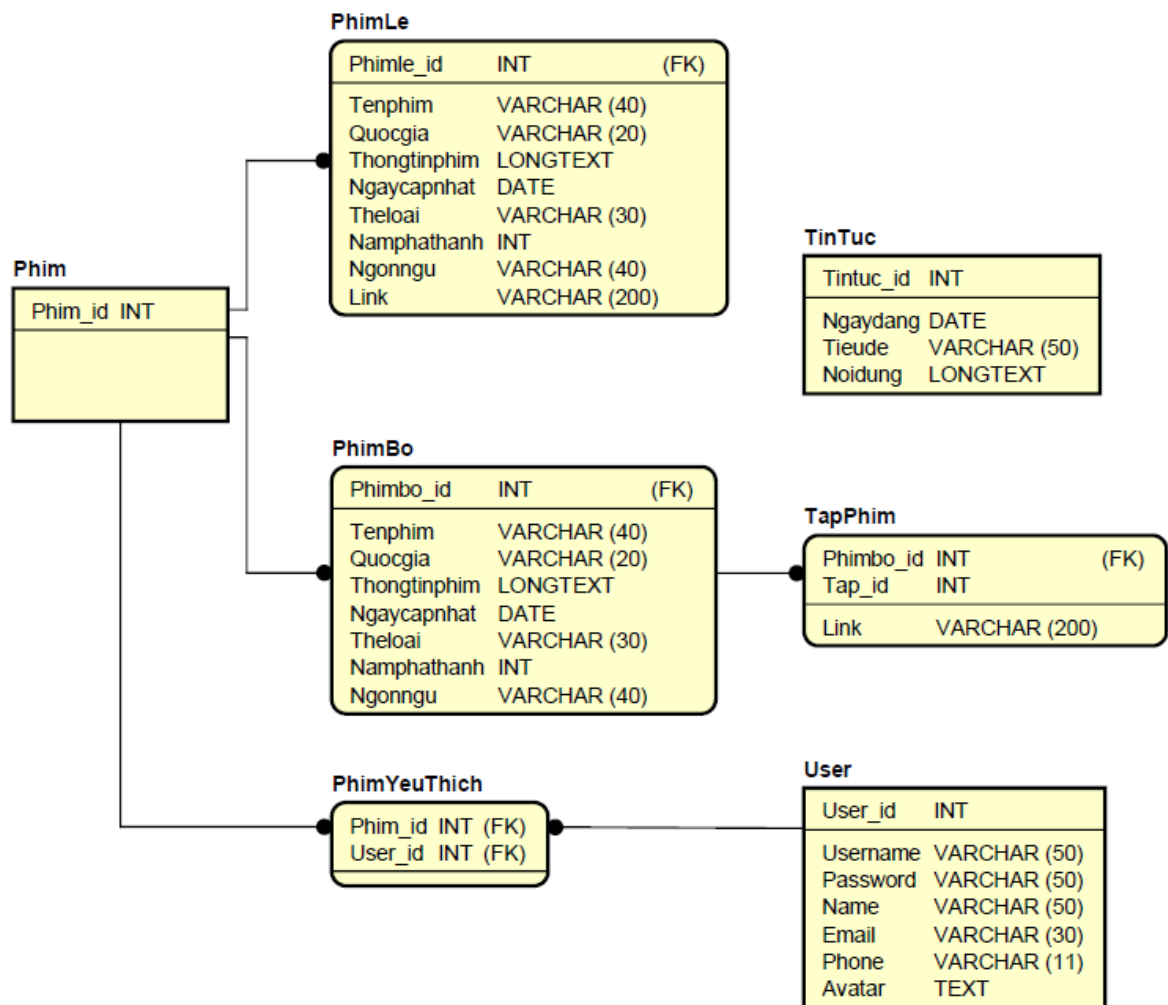 PhimLe
Phimle_id INT (FK)
Tenphim VARCHAR (40)
Quocgia VARCHAR (20)
Thongtinphim LONGTEXT
Ngaycapnhat DATE
Theloai VARCHAR (30)
Namphathanh INT
Ngonngu VARCHAR (40)
Link VARCHAR (200)
Phim
Phim_id INT
TinTuc
Tintuc_id INT
Ngaydang DATE
Tieude VARCHAR (50)
Noidung LONGTEXT
PhimBo
Phimbo_id INT (FK)
Tenphim VARCHAR (40)
Quocgia VARCHAR (20)
Thongtinphim LONGTEXT
Ngaycapnhat DATE
Theloai VARCHAR (30)
Namphathanh INT
Ngonngu VARCHAR (40)
TapPhim
Phimbo_id INT (FK)
Tap_id INT
Link VARCHAR (200)
PhimYeuThich
Phim_id INT (FK)
User_id INT (FK)
User
User_id INT
Username VARCHAR (50)
Password VARCHAR (50)
Name VARCHAR (50)
Email VARCHAR (30)
Phone VARCHAR (11)
Avatar TEXT